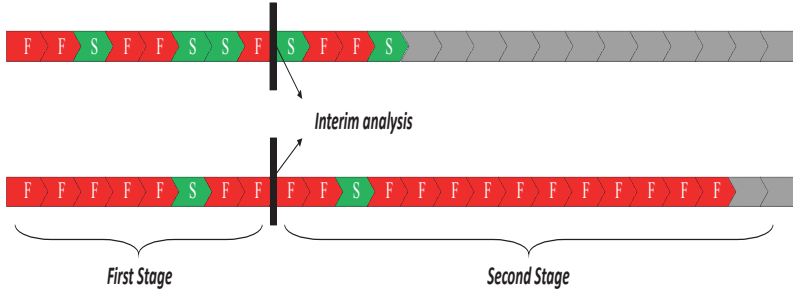 F F S F F S S F S F F S
Interim analysis
F F F F F S F F F F S F F F F F F F F F F F
First Stage
Second Stage